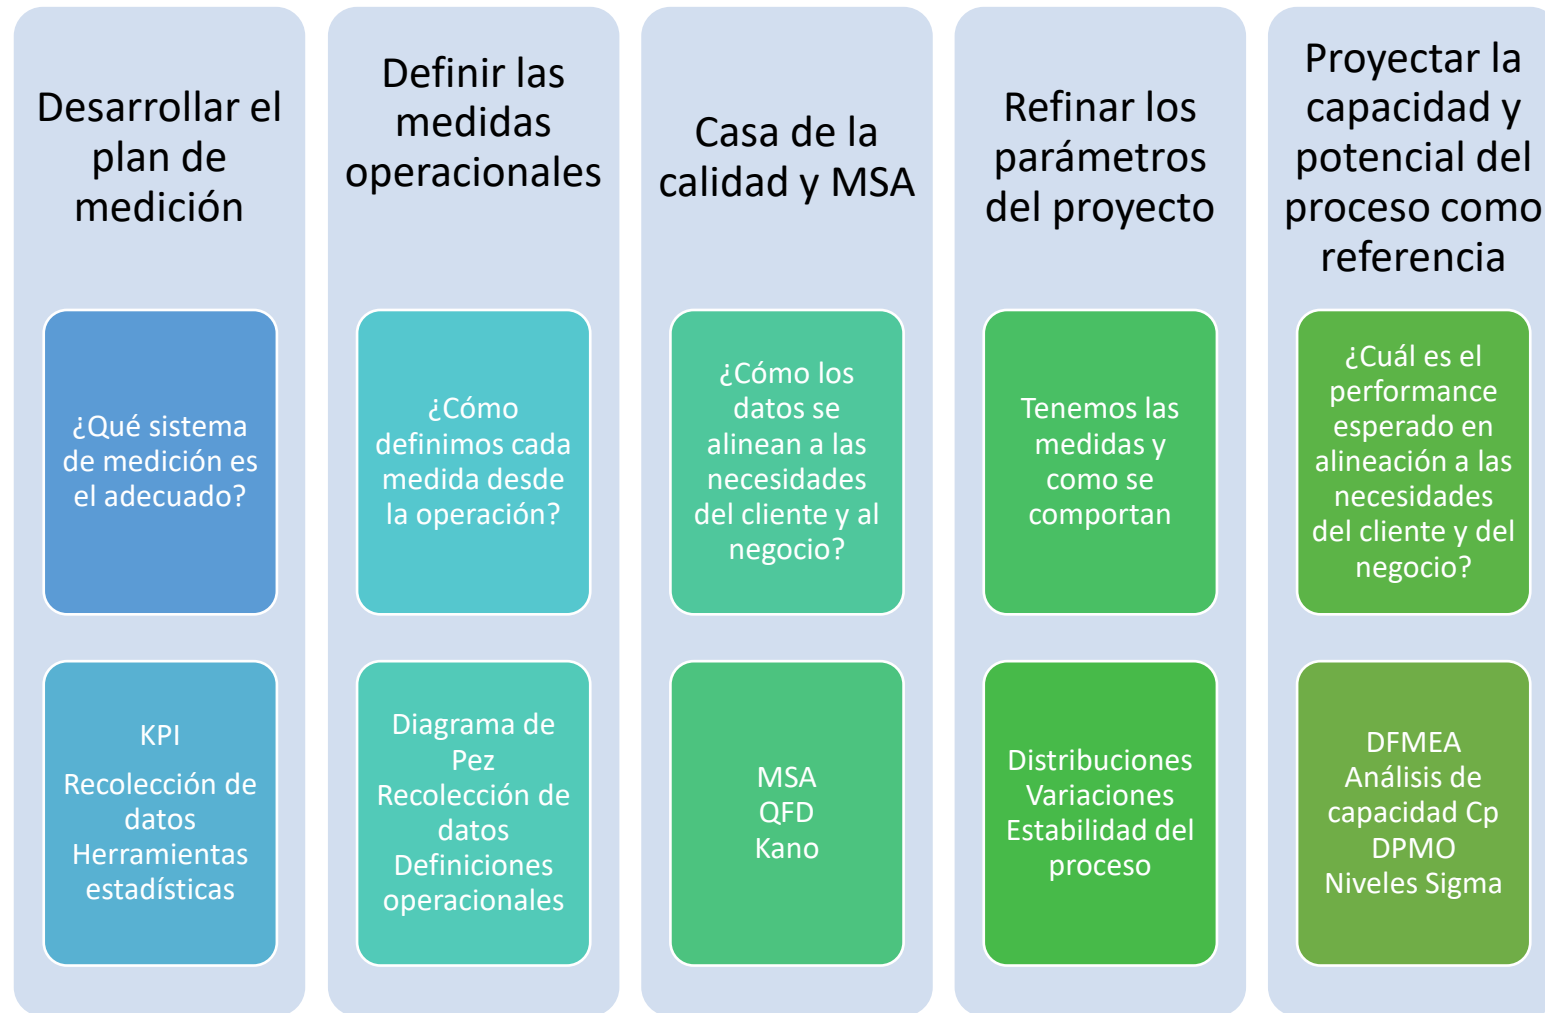 Desarrollar el
plan de
medición
¿Qué sistema
de medición es
el adecuado?
KPI
Recolección de
datos
Herramientas
estadísticas
Definir las
medidas
operacionales
¿Cómo
definimos cada
medida desde
la operación?
Diagrama de
Pez
Recolección de
datos
Definiciones
operacionales
Casa de la
calidad y MSA
¿Cómo los
datos se
alinean a las
necesidades
del cliente y al
negocio?
MSA
QFD
Kano
Refinar los
parámetros
del proyecto
Tenemos las
medidas y
como se
comportan
Distribuciones
Variaciones
Estabilidad del
proceso
Proyectar la
capacidad y
potencial del
proceso como
referencia
¿Cuál es el
performance
esperado en
alineación a las
necesidades
del cliente y del
negocio?
DFMEA
Análisis de
capacidad Cp
DPMO
Niveles Sigma